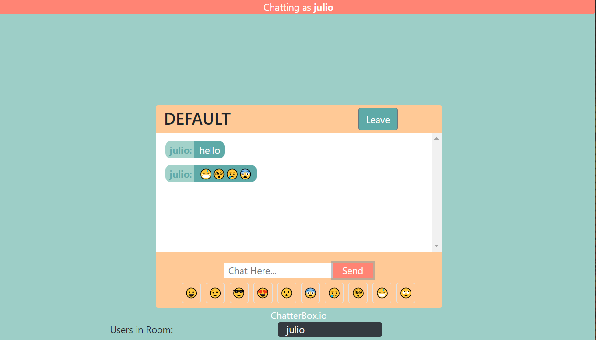 Chatting as julio
DEFAULT
Leave
julio: hello
julio: 😷🥺😥😨
Chat Here...
Send
ChatterBox.io
Users in Room:
julio